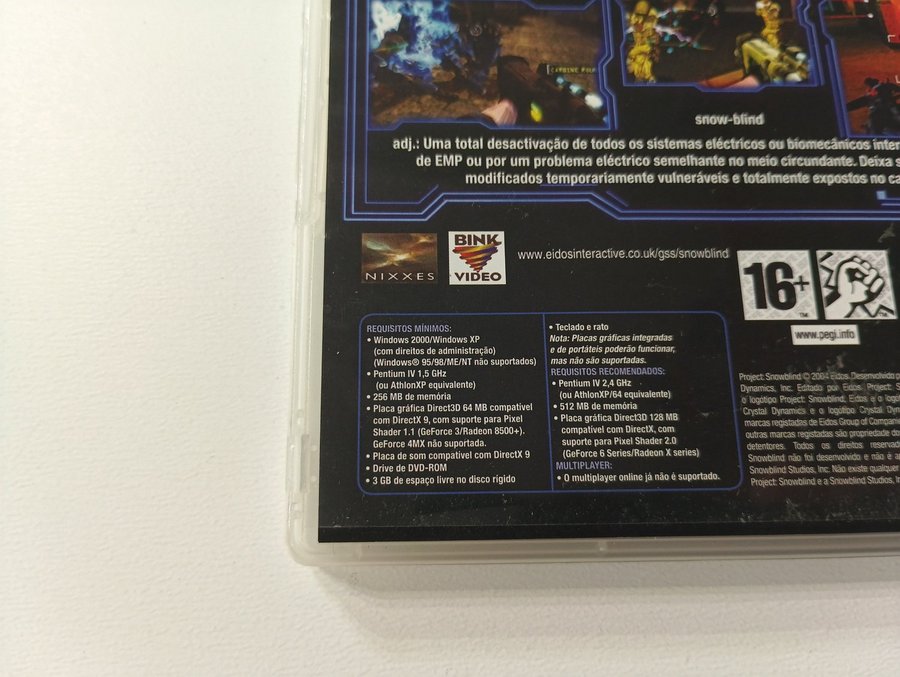 CARBINE
snow-blind
adj.: Uma total desactivação de todos os sistemas eléctricos ou biomecânicos
de EMP ou por um problema eléctrico semelhante no meio circundante. Deixa
modificados temporariamente vulneráveis e totalmente expostos no
NIXXES
BINK
VIDEO
www.eidosinteractive.co.uk/gss/snowblind
16+
TM
TM
www.pegi.info
REQUISITOS MÍNIMOS:
• Windows 2000/Windows XP
(com direitos de administração)
(Windows® 95/98/ME/NT não suportados)
• Pentium IV 1,5 GHz
(ou AthlonXP equivalente)
• 256 MB de memória
• Placa gráfica Direct3D 64 MB compatível
com DirectX 9, com suporte para Pixel
Shader 1.1 (GeForce 3/Radeon 8500+).
GeForce 4MX não suportada.
• Placa de som compatível com DirectX 9
• Drive de DVD-ROM
• 3 GB de espaço livre no disco rígido
• Teclado e rato
Nota: Placas gráficas integradas
e de portáteis poderão funcionar,
mas não são suportadas.
REQUISITOS RECOMENDADOS:
• Pentium IV 2,4 GHz
(ou AthlonXP/64 equivalente)
• 512 MB de memória
• Placa gráfica Direct3D 128 MB
compatível com DirectX, com
suporte para Pixel Shader 2.0
(GeForce 6 Series/Radeon X series)
MULTIPLAYER:
• O multiplayer online já não é suportado.
Project: Snowblind © 2004 Eidos. Desenvolvido
Dynamics, Inc. Editado por Eidos. Project:
o logótipo Project: Snowblind, Eidos e o
Crystal Dynamics e o logótipo Crystal
marcas registadas de Eidos Group of
outras marcas registadas são propriedade
detentores. Todos os direitos
Snowblind não foi desenvolvido e não é
Snowblind Studios, Inc. Não existe qualquer
Project: Snowblind e a Snowblind Studios,